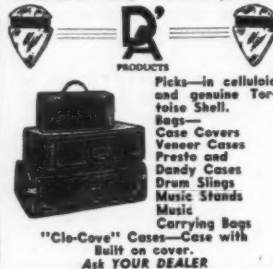 D'A
PRODUCTS
Picks—in celluloid
and genuine Tor-
toise Shell.
Bags—
Case Covers
Veneer Cases
Presto and
Dandy Cases
Drum Slings
Music Stands
Music
Carrying Bags
"Clo-Cove" Cases—Case with
Built on cover.
Ask YOUR DEALER